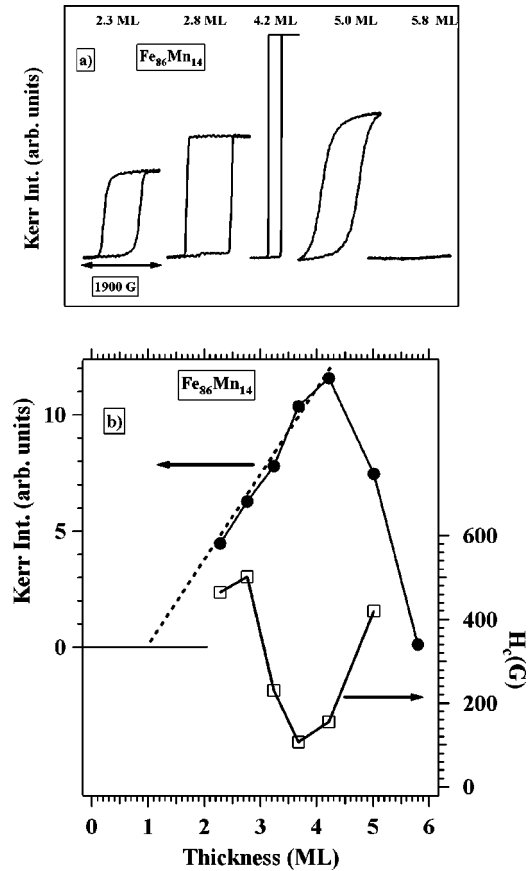 2.3 ML 2.8 ML 4.2 ML 5.0 ML 5.8 ML
a) Fe86Mn14
Kerr Int. (arb. units)
1900 G
Fe86Mn14
b)
Kerr Int. (arb. units)
10
5
0
600
400
200
0
Hc(G)
0 1 2 3 4 5 6
Thickness (ML)